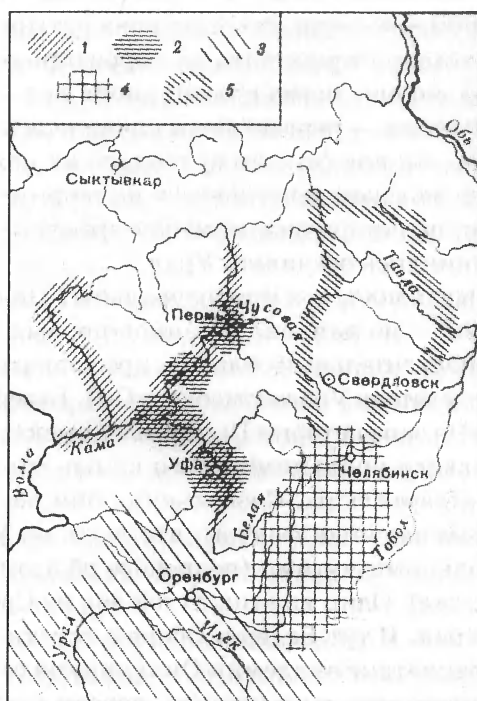 1 2 3
4 5
Обь
Сыктывкар
Тавда
Пермь Чусовая
Свердловск
Кама
Волга
Уфа
Челябинск
Белая
Тобол
Оренбург
Урал
Илек